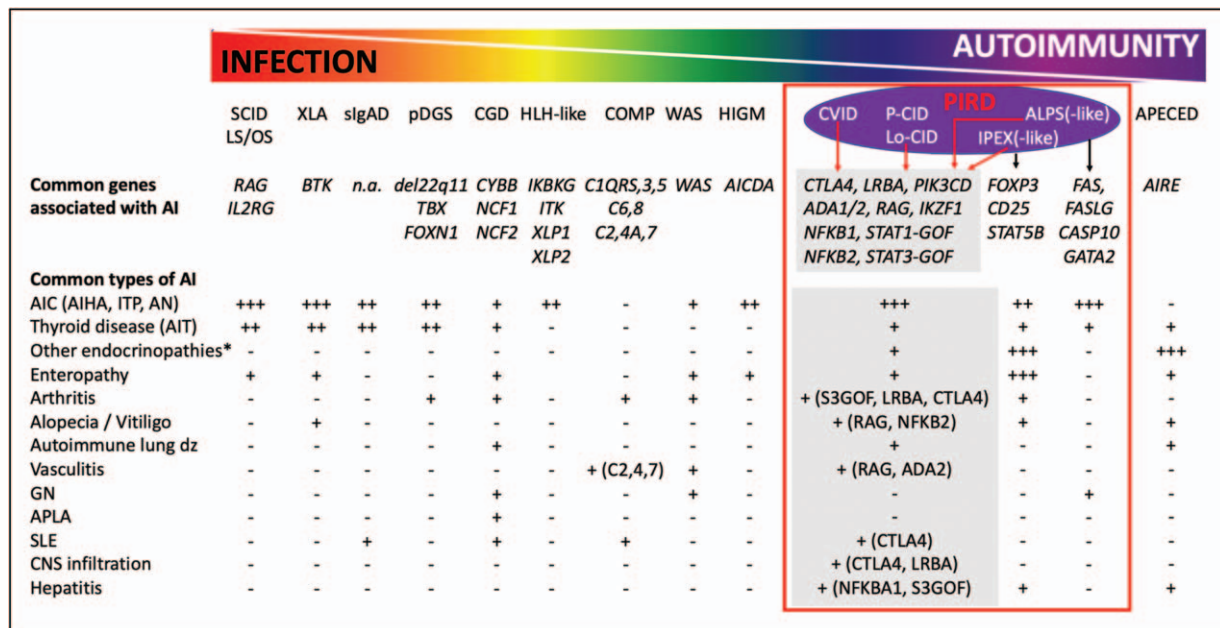 INFECTION AUTOIMMUNITY
PIRD
SCID XLA sIgAD pDGS CGD HLH-like COMP WAS HIGM CVID P-CID ALPS(-like) APECED
LS/OS Lo-CID IPEX(-like)
Common genes RAG BTK n.a. del22q11 CYBB IKBKG C1QRS,3,5 WAS AICDA CTLA4, LRBA, PIK3CD FOXP3 FAS, AIRE
associated with AI IL2RG TBX NCF1 ITK C6,8 ADA1/2, RAG, IKZF1 CD25 FASLG
FOXN1 NCF2 XLP1 C2,4A,7 NFKB1, STAT1-GOF STAT5B CASP10
XLP2 NFKB2, STAT3-GOF GATA2
Common types of AI
AIC (AIHA, ITP, AN) +++ +++ ++ ++ + ++ - + ++ +++ ++ +++ -
Thyroid disease (AIT) ++ ++ ++ ++ + - - - - + + + +
Other endocrinopathies* - - - - - - - - - + +++ - +++
Enteropathy + + - - + - - + + + +++ - +
Arthritis - - - + + - + + - + (S3GOF, LRBA, CTLA4) + - -
Alopecia / Vitiligo - + - - - - - - - + (RAG, NFKB2) + - +
Autoimmune lung dz - - - - + - - - - + - - +
Vasculitis - - - - - - + (C2,4,7) + - + (RAG, ADA2) - - -
GN - - - - + - - + - - - + -
APLA - - - - + - - - - - - - -
SLE - - + - + - + - - + (CTLA4) - - -
CNS infiltration - - - - - - - - - + (CTLA4, LRBA) - - -
Hepatitis - - - - - - - - - + (NFKBA1, S3GOF) + - +